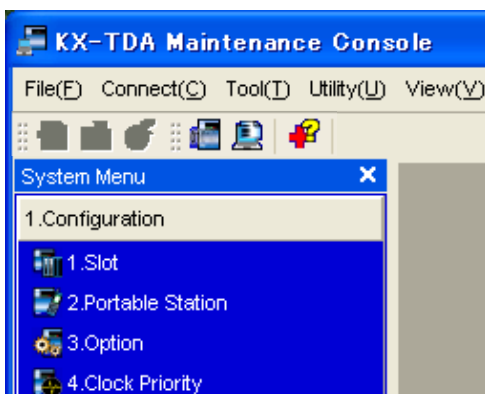 KX-TDA Maintenance Console
File(F) Connect(C) Tool(T) Utility(U) View(V)
System Menu
1.Configuration
1.Slot
2.Portable Station
3.Option
4.Clock Priority